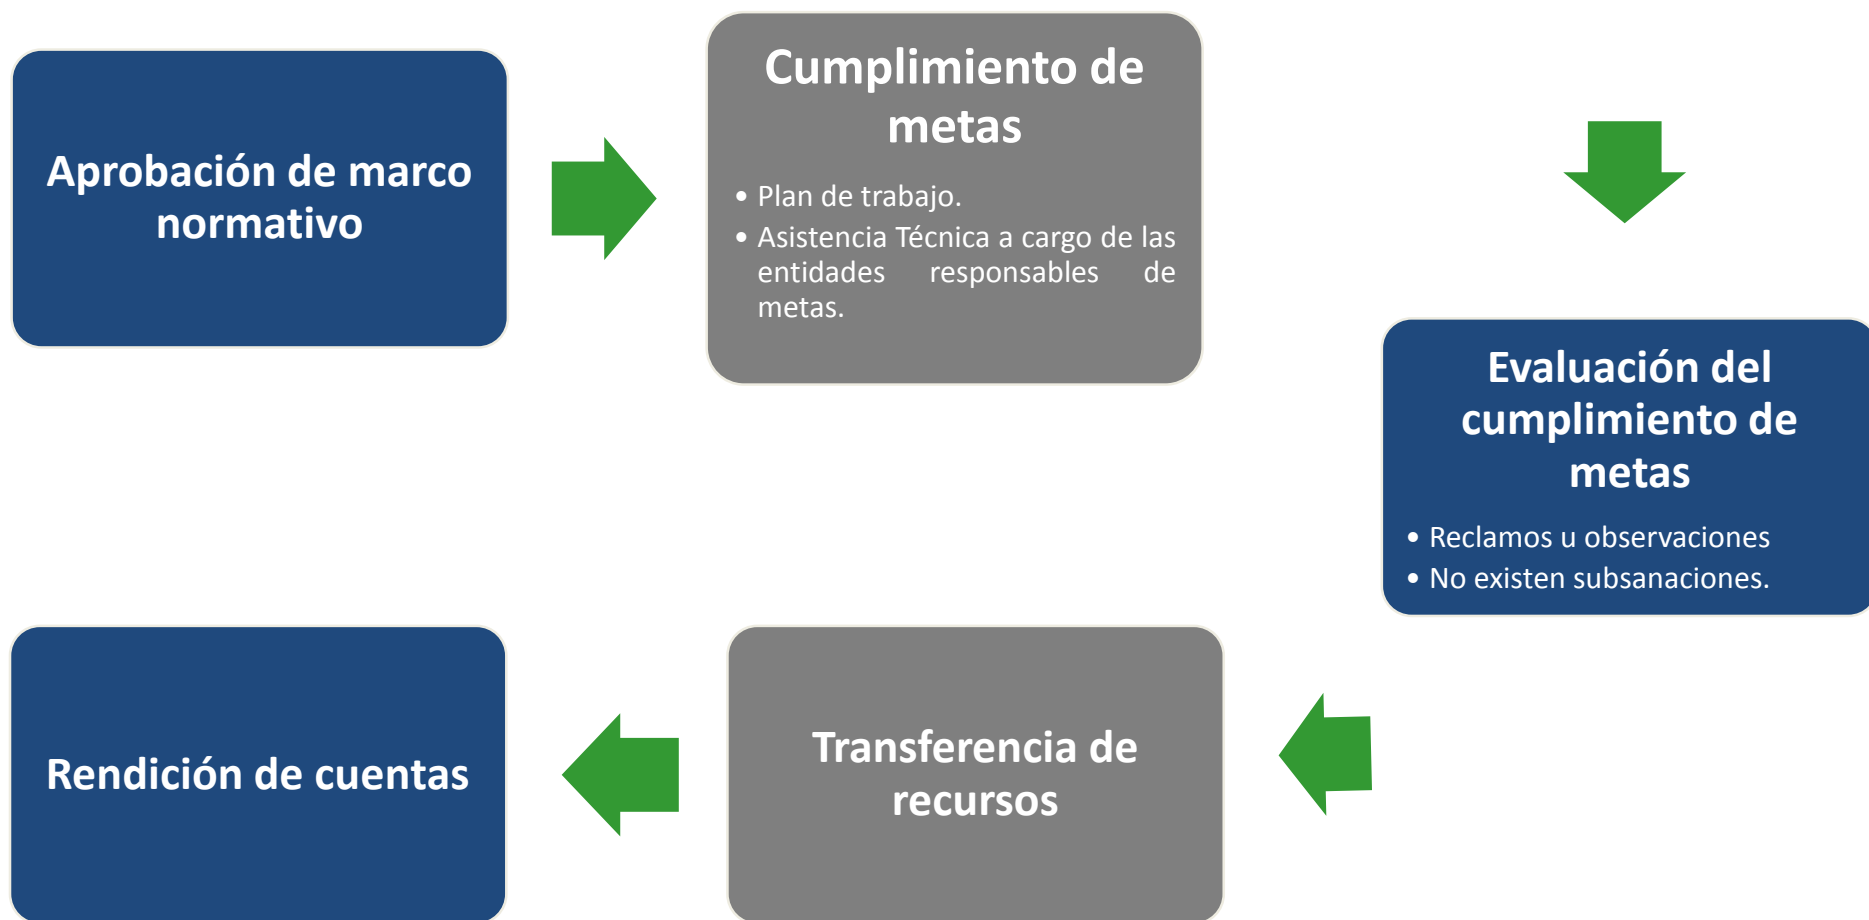 Aprobación de marco
normativo
Cumplimiento de
metas
• Plan de trabajo.
• Asistencia Técnica a cargo de las
entidades responsables de
metas.
Evaluación del
cumplimiento de
metas
• Reclamos u observaciones
• No existen subsanaciones.
Transferencia de
recursos
Rendición de cuentas